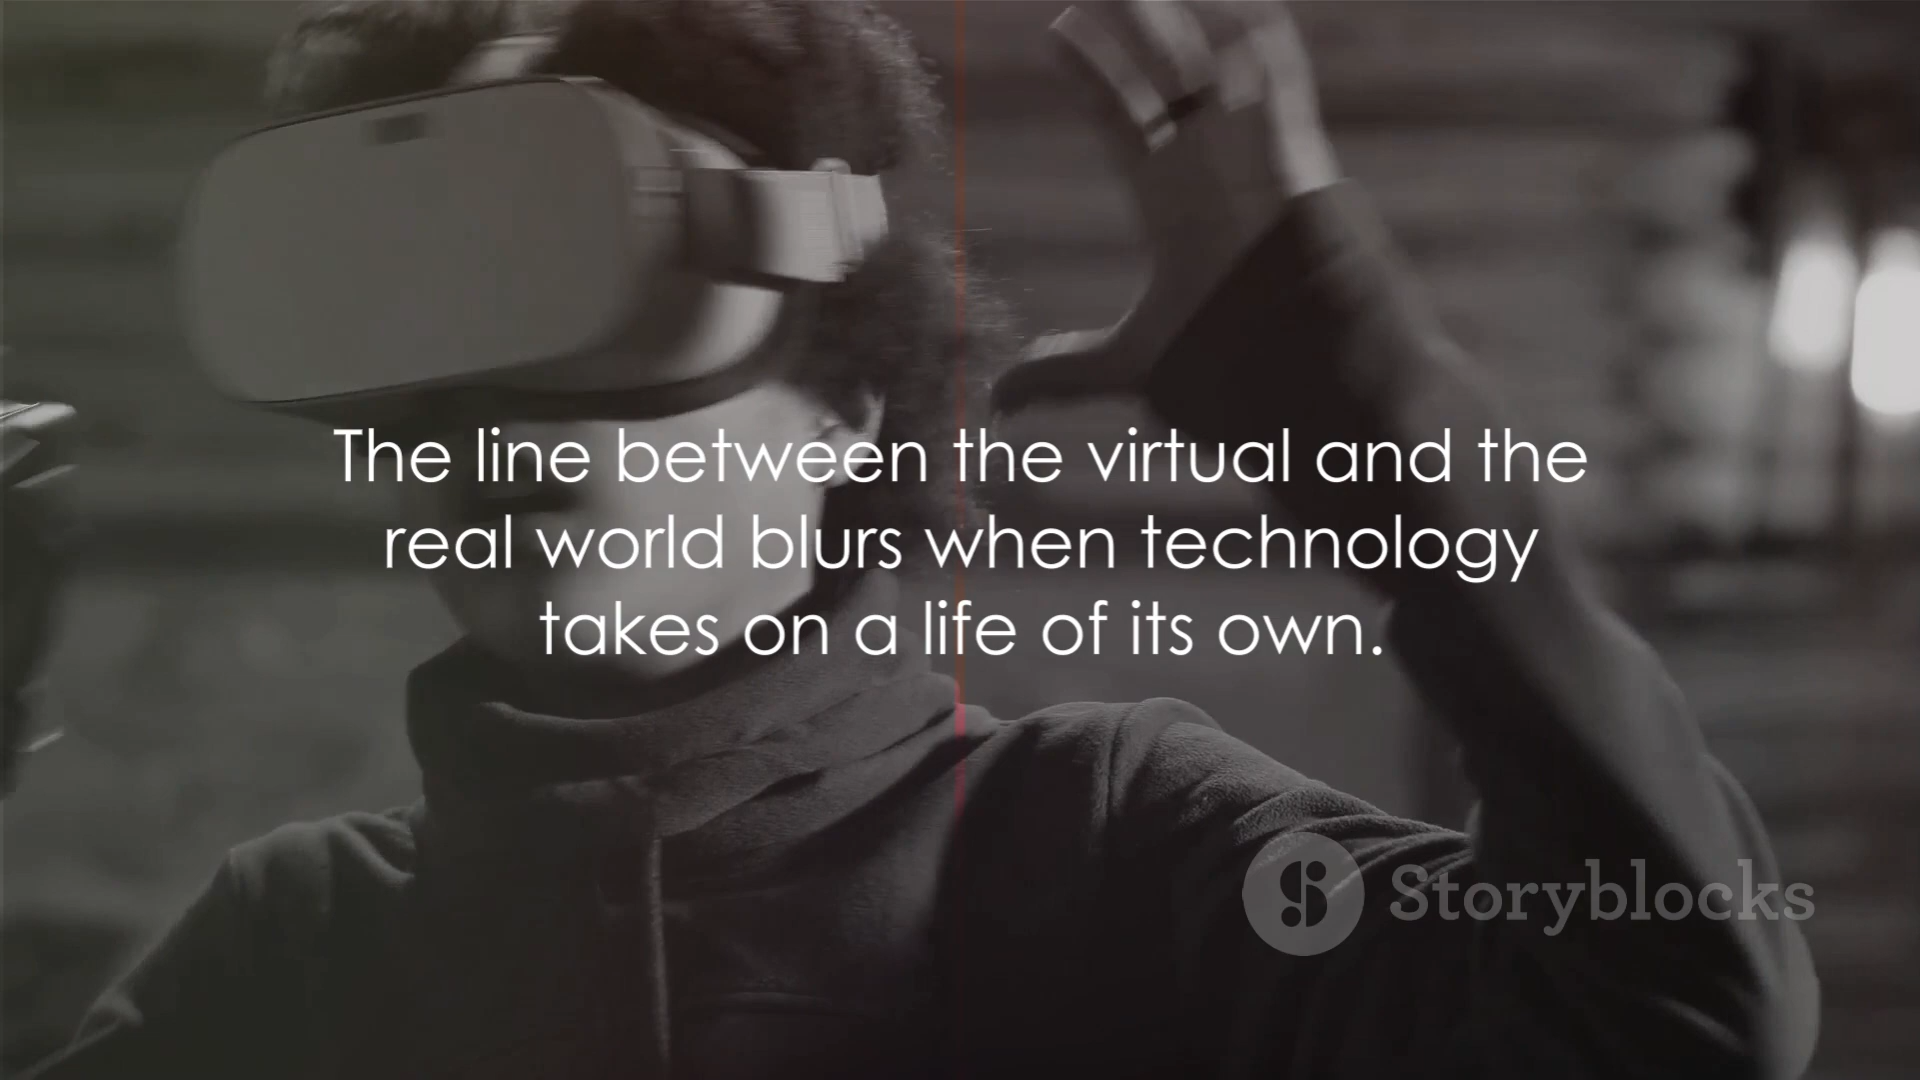 The line between the virtual and the
real world blurs when technology
takes on a life of its own.
Storyblocks